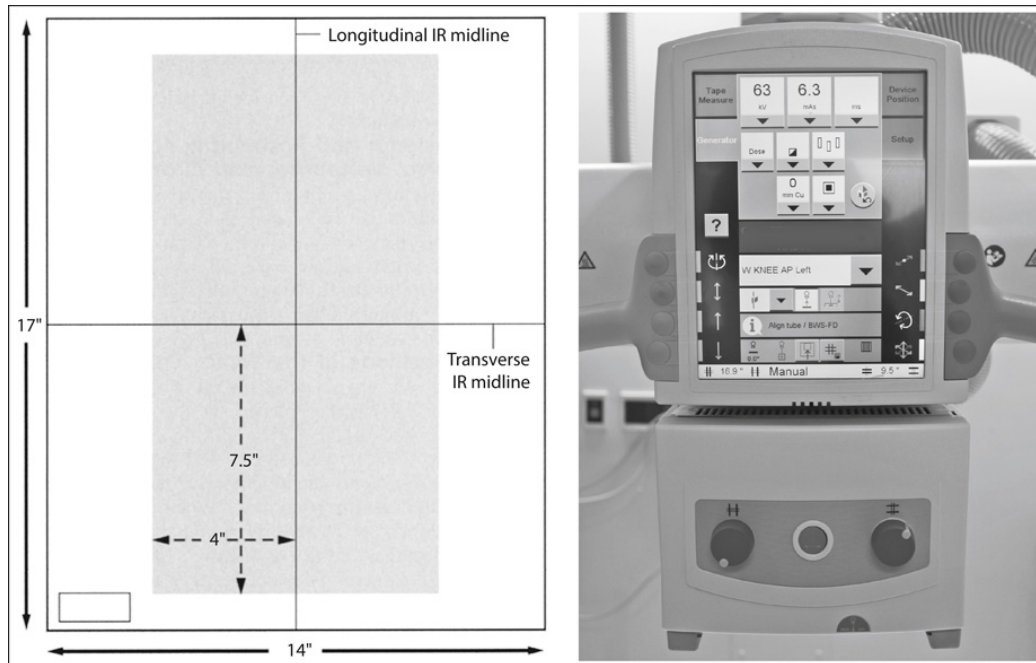 Longitudinal IR midline
17"
Transverse
IR midline
7.5"
4"
14"
Tape
Measure
63
kV
6.3
mAs
ms
Device
Position
Generator
Dose
Setup
0
mm Cu
?
W KNEE AP Left
i Align tube / BWS-FD
0.0"
16.9" Manual 9.5"